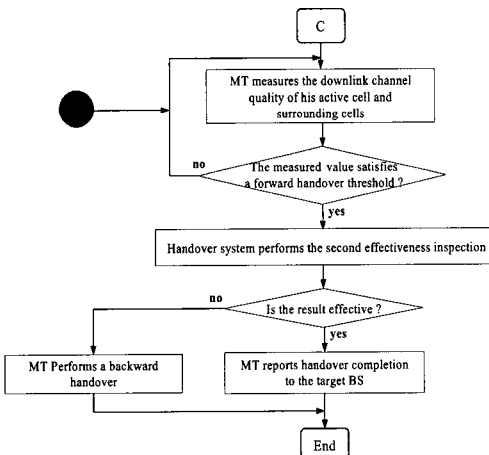 C
MT measures the downlink channel
quality of his active cell and
surrounding cells
no
The measured value satisfies
a forward handover threshold ?
yes
Handover system performs the second effectiveness inspection
no
Is the result effective ?
yes
MT Performs a backward
handover
MT reports handover completion
to the target BS
End